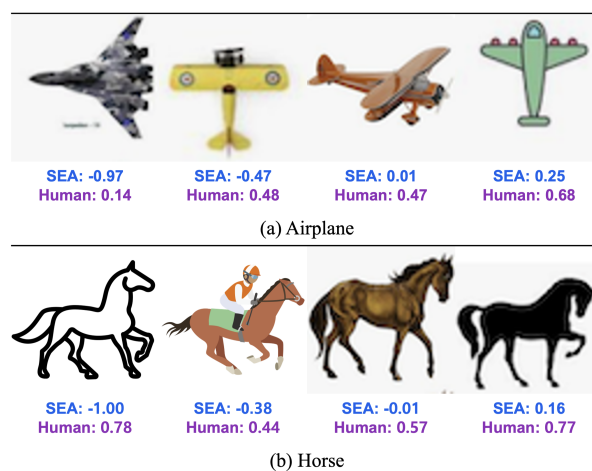 SEA: -0.97 SEA: -0.47 SEA: 0.01 SEA: 0.25
Human: 0.14 Human: 0.48 Human: 0.47 Human: 0.68
(a) Airplane
SEA: -1.00 SEA: -0.38 SEA: -0.01 SEA: 0.16
Human: 0.78 Human: 0.44 Human: 0.57 Human: 0.77
(b) Horse